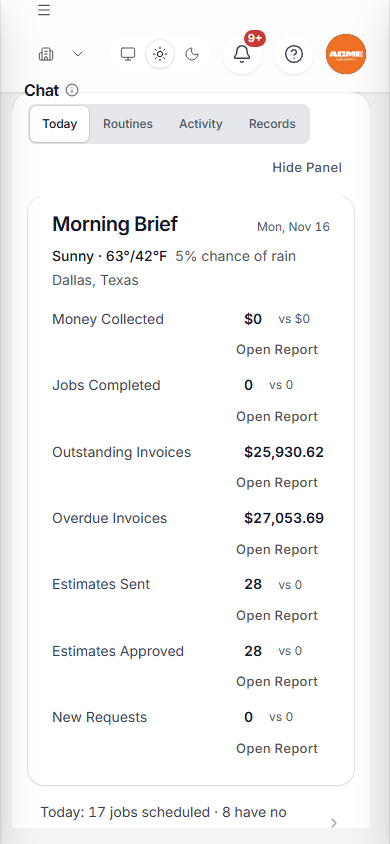 9+
ACME
Chat
Today Routines Activity Records
Hide Panel
Morning Brief Mon, Nov 16
Sunny · 63°/42°F 5% chance of rain
Dallas, Texas
Money Collected $0 vs $0
Open Report
Jobs Completed 0 vs 0
Open Report
Outstanding Invoices $25,930.62
Open Report
Overdue Invoices $27,053.69
Open Report
Estimates Sent 28 vs 0
Open Report
Estimates Approved 28 vs 0
Open Report
New Requests 0 vs 0
Open Report
Today: 17 jobs scheduled · 8 have no